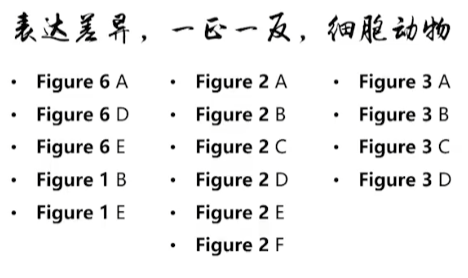 表达差异，一正一反，细胞动物
• Figure 6 A • Figure 2 A • Figure 3 A
• Figure 6 D • Figure 2 B • Figure 3 B
• Figure 6 E • Figure 2 C • Figure 3 C
• Figure 1 B • Figure 2 D • Figure 3 D
• Figure 1 E • Figure 2 E
• Figure 2 F